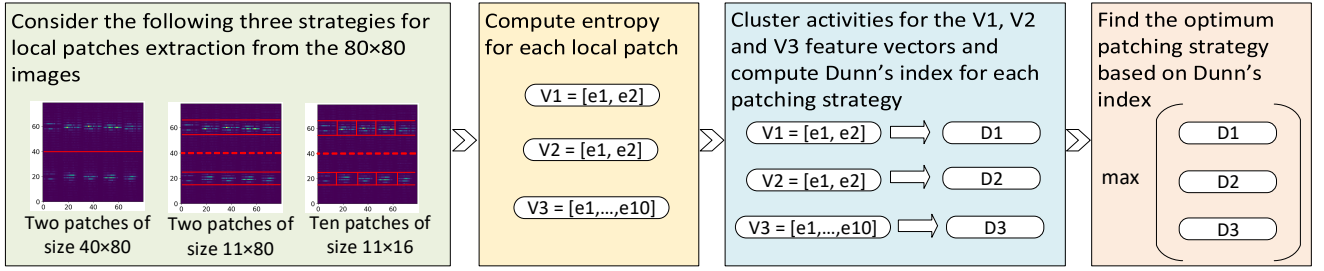 Consider the following three strategies for
local patches extraction from the 80×80
images
60
40
20
0
0 20 40 60
Two patches of
size 40×80
60
40
20
0
0 20 40 60
Two patches of
size 11×80
60
40
20
0
0 20 40 60
Ten patches of
size 11×16
Compute entropy
for each local patch
V1 = [e1, e2]
V2 = [e1, e2]
V3 = [e1,...,e10]
Cluster activities for the V1, V2
and V3 feature vectors and
compute Dunn’s index for each
patching strategy
V1 = [e1, e2]
D1
V2 = [e1, e2]
D2
V3 = [e1,...,e10]
D3
Find the optimum
patching strategy
based on Dunn’s
index
max
D1
D2
D3